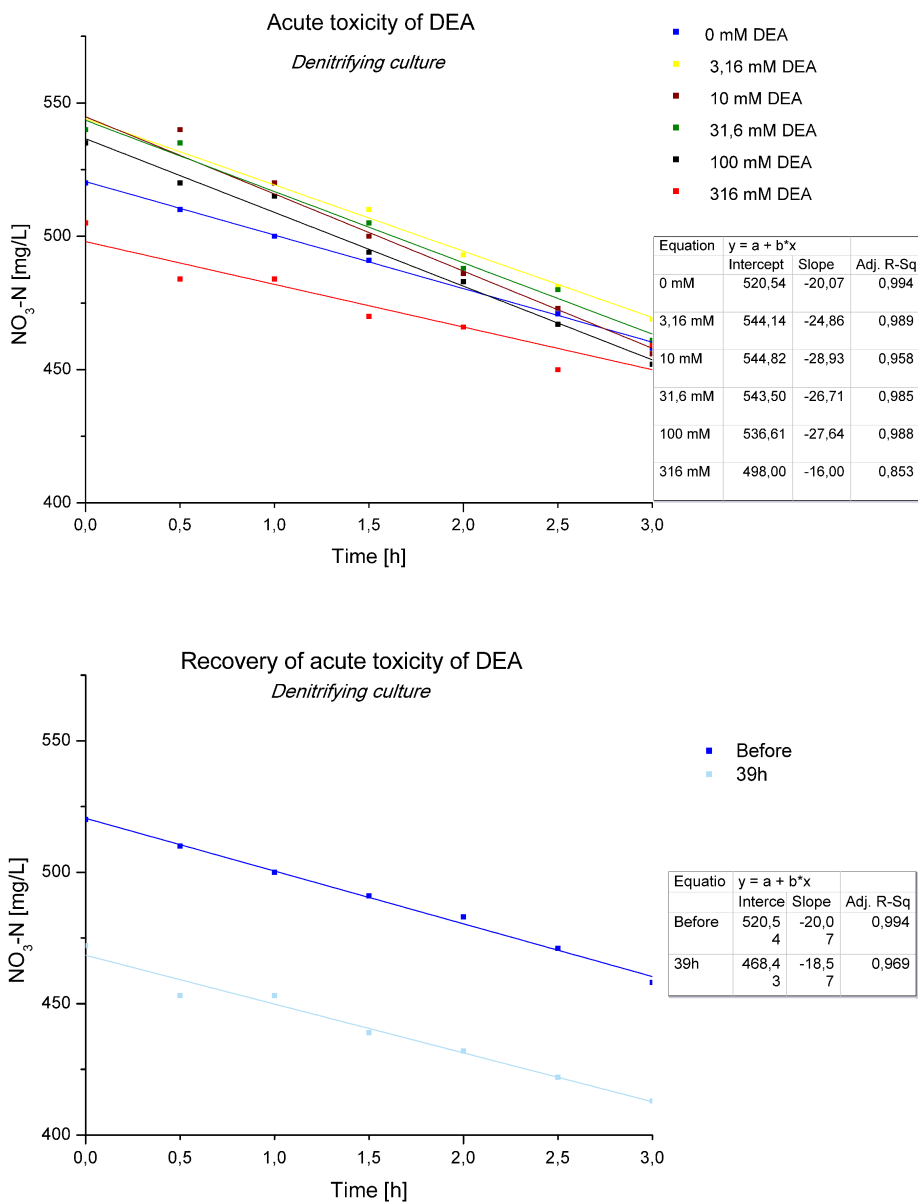 Acute toxicity of DEA
Denitrifying culture
0 mM DEA
3,16 mM DEA
10 mM DEA
31,6 mM DEA
100 mM DEA
316 mM DEA
NO3-N [mg/L]
550
500
450
400
0,0 0,5 1,0 1,5 2,0 2,5 3,0
Time [h]
Equation y = a + b*x
Intercept Slope Adj. R-Sq
0 mM 520,54 -20,07 0,994
3,16 mM 544,14 -24,86 0,989
10 mM 544,82 -28,93 0,958
31,6 mM 543,50 -26,71 0,985
100 mM 536,61 -27,64 0,988
316 mM 498,00 -16,00 0,853
Recovery of acute toxicity of DEA
Denitrifying culture
Before
39h
NO3-N [mg/L]
550
500
450
400
0,0 0,5 1,0 1,5 2,0 2,5 3,0
Time [h]
Equatio y = a + b*x
Interce Slope Adj. R-Sq
Before 520,5 -20,0 0,994
4 7
39h 468,4 -18,5 0,969
3 7